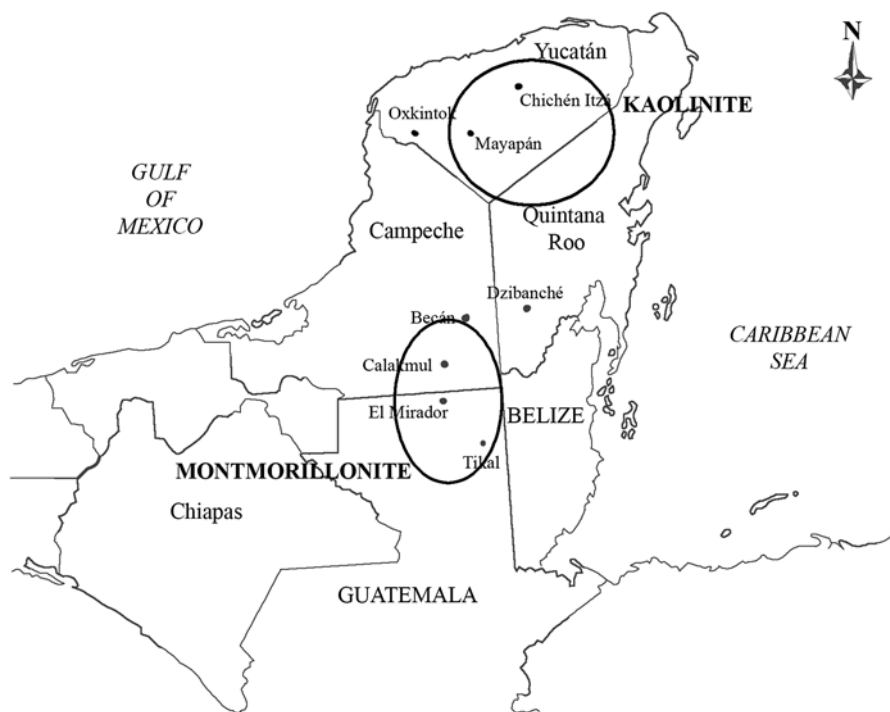 N
Yucatán
Chichén Itzá
KAOLINITE
Oxkintok
Mayapán
GULF
OF
MEXICO
Quintana
Roo
Campeche
Dzibanché
Becán
CARIBBEAN
SEA
Calakmul
El Mirador
BELIZE
Tikal
MONTMORILLONITE
Chiapas
GUATEMALA